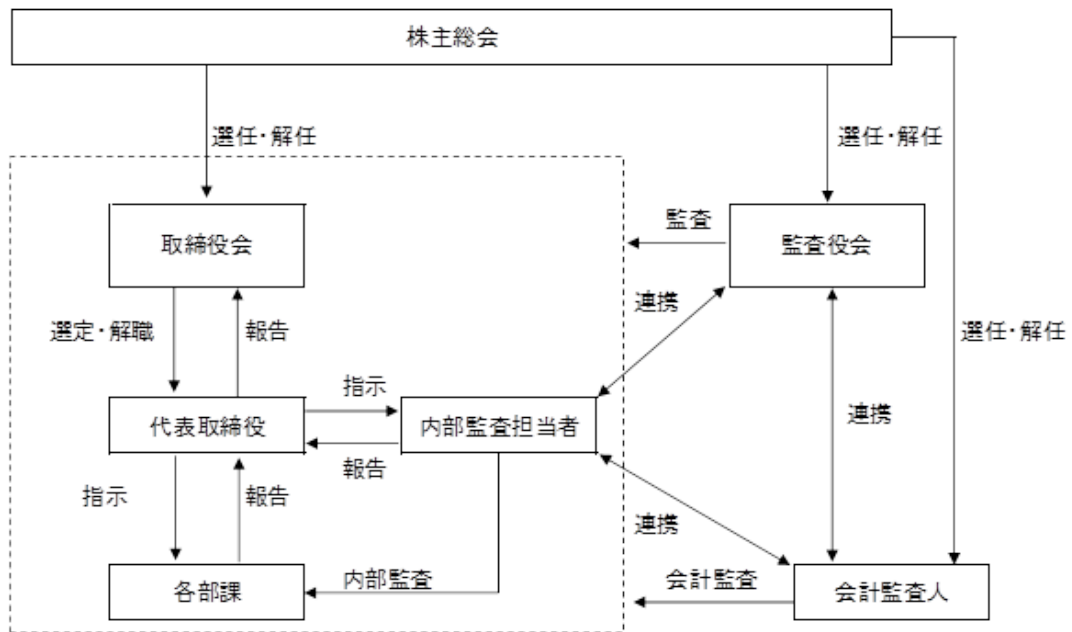 株主総会
選任・解任
選任・解任
取締役会
監査
監査役会
連携
選定・解職
報告
選任・解任
指示
代表取締役
内部監査担当者
連携
報告
指示
報告
連携
各部課
内部監査
会計監査
会計監査人